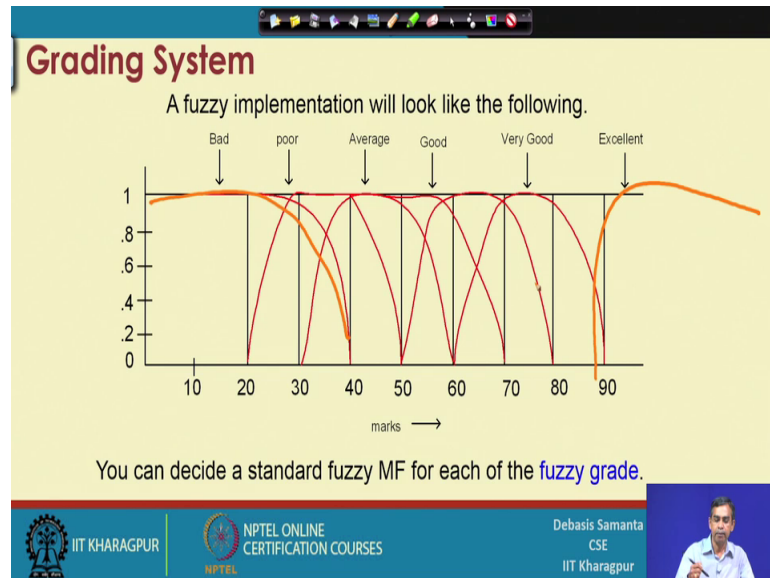 Grading System
A fuzzy implementation will look like the following.
Bad poor Average Good Very Good Excellent
1
.8
.6
.4
.2
0
10 20 30 40 50 60 70 80 90
marks
You can decide a standard fuzzy MF for each of the fuzzy grade.
IIT KHARAGPUR
NPTEL
NPTEL ONLINE
CERTIFICATION COURSES
Debasis Samanta
CSE
IIT Kharagpur